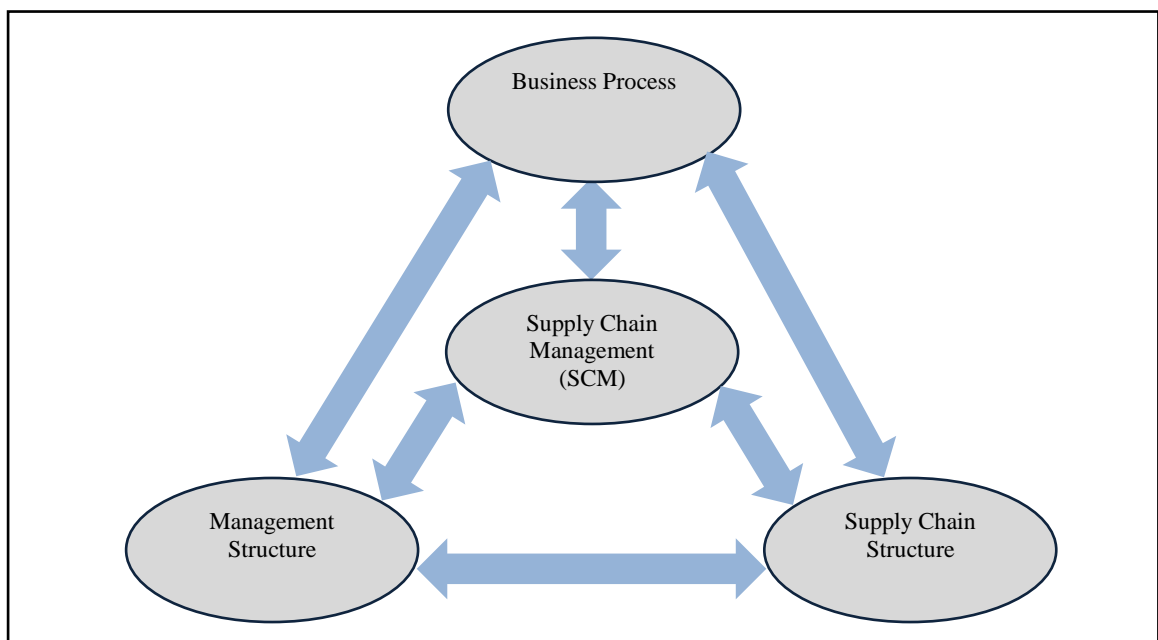 Business Process
Supply Chain
Management
(SCM)
Management
Structure
Supply Chain
Structure